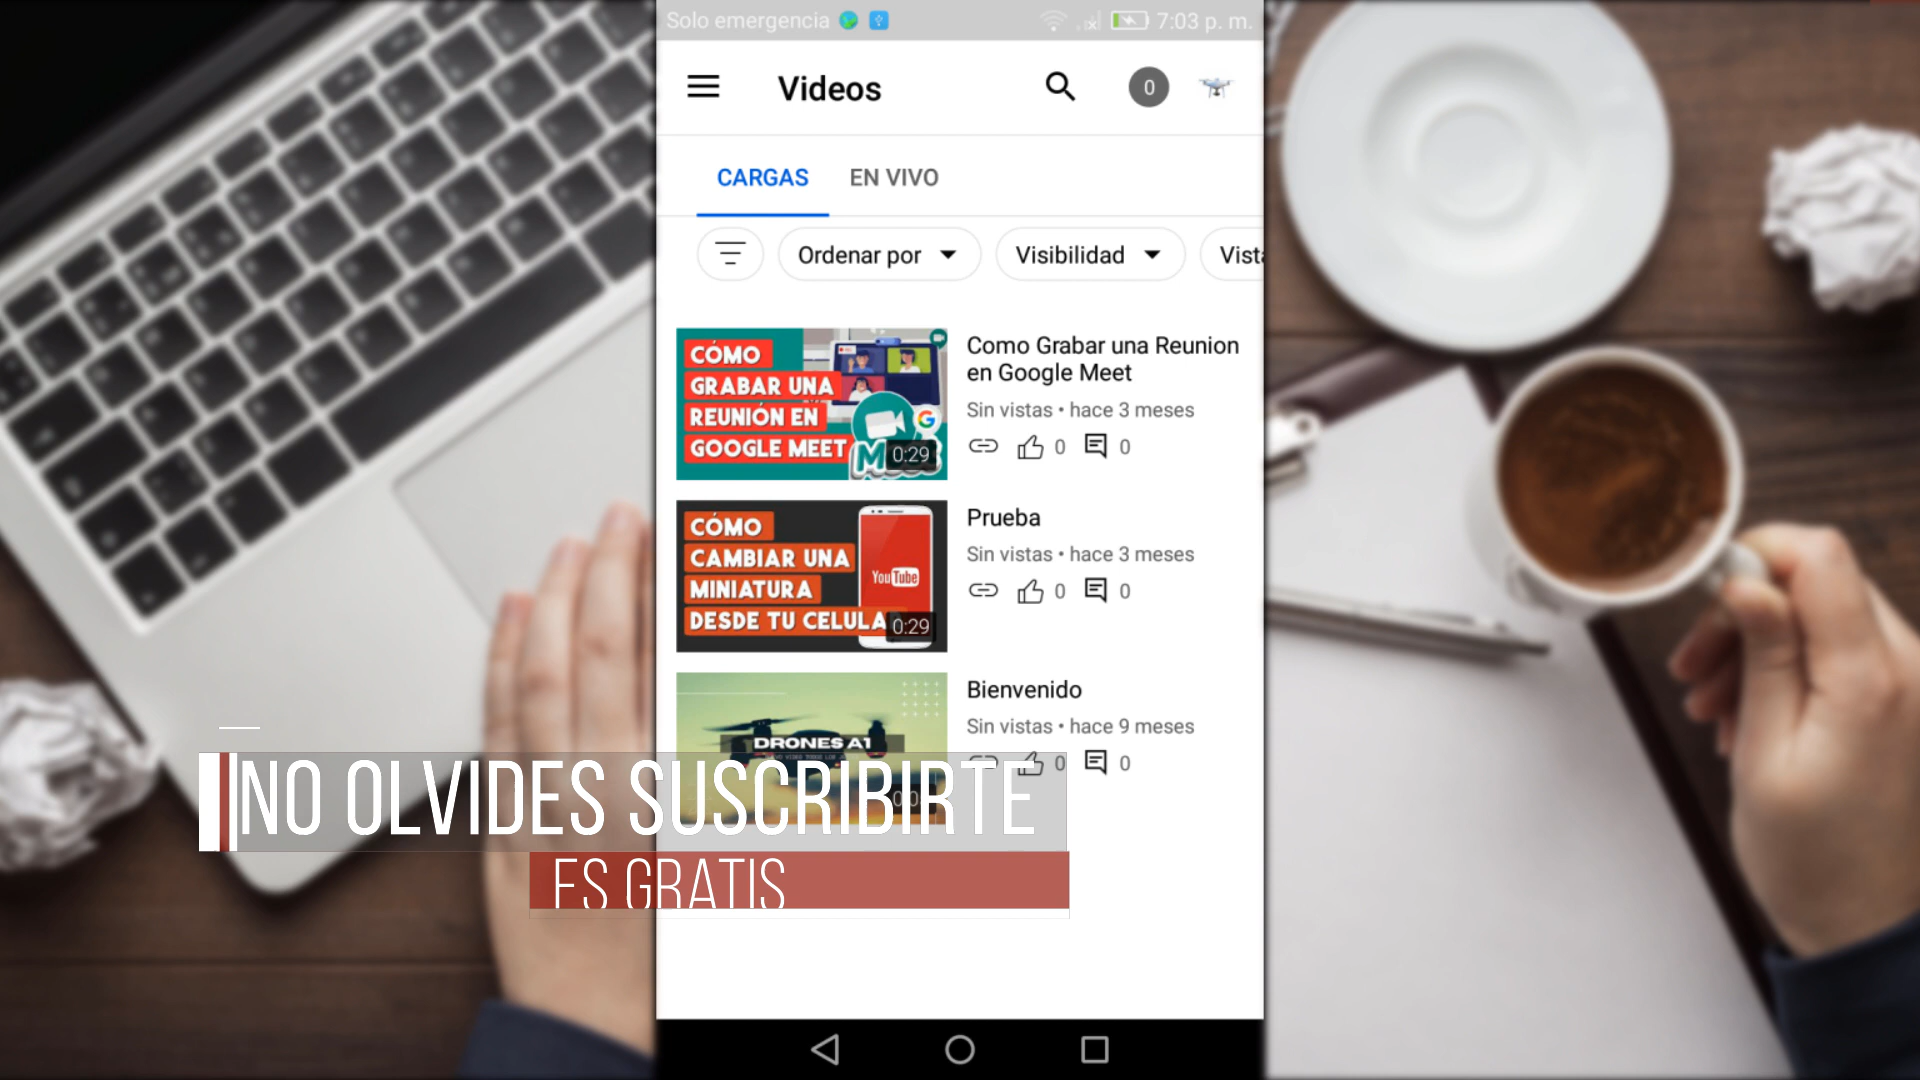 Solo emergencia
7:03 p. m.
Videos
0
CARGAS EN VIVO
Ordenar por
Visibilidad
Vista
CÓMO
GRABAR UNA
REUNIÓN EN
GOOGLE MEET
0:29
Como Grabar una Reunion
en Google Meet
Sin vistas • hace 3 meses
0 0
CÓMO
CAMBIAR UNA
MINIATURA
DESDE TU CELULA
YouTube
0:29
Prueba
Sin vistas • hace 3 meses
0 0
DRONES A1
Bienvenido
Sin vistas • hace 9 meses
0 0
NO OLVIDES SUSCRIBIRTE
ES GRATIS